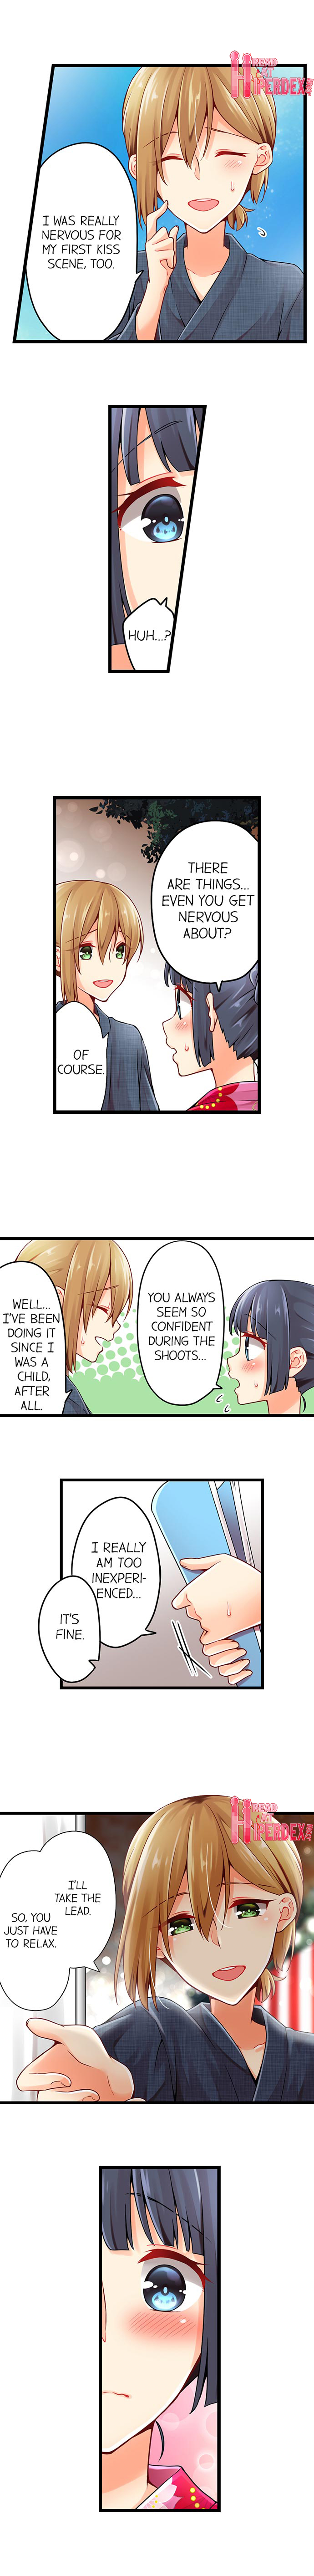 READ
AT
HIPERDEX
I WAS REALLY
NERVOUS FOR
MY FIRST KISS
SCENE, TOO.
HUH...?
THERE
ARE THINGS...
EVEN YOU GET
NERVOUS
ABOUT?
OF
COURSE.
YOU ALWAYS
SEEM SO
CONFIDENT
DURING THE
SHOOTS...
WELL...
I'VE BEEN
DOING IT
SINCE I
WAS A
CHILD,
AFTER
ALL.
I REALLY
AM TOO
INEXPERI-
ENCED...
IT'S
FINE.
READ
AT
HIPERDEX
I'LL
TAKE THE
LEAD.
SO, YOU
JUST HAVE
TO RELAX.